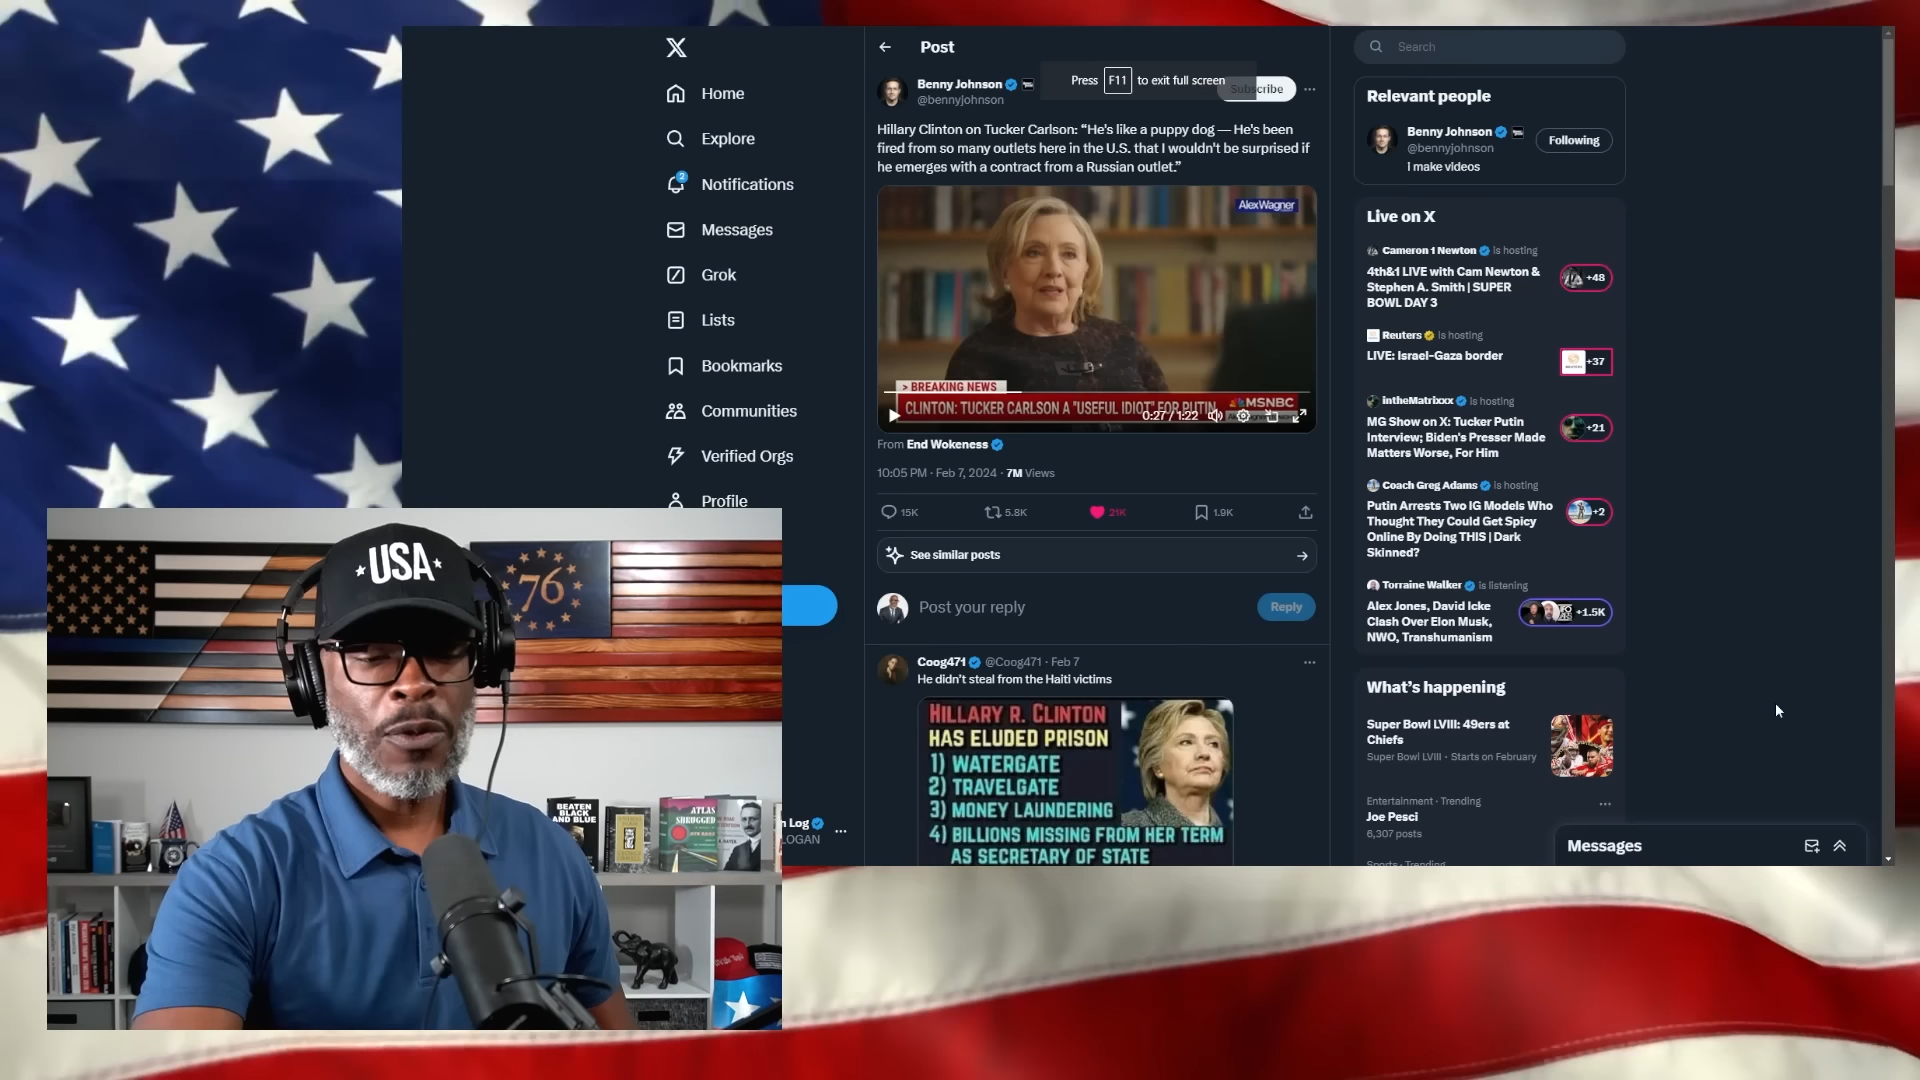 Home
Explore
2
Notifications
Messages
Grok
Lists
Bookmarks
Communities
Verified Orgs
Profile
n Log
LOGAN
Post
Press F11 to exit full screen
Benny Johnson
@bennyjohnson
Subscribe
Hillary Clinton on Tucker Carlson: “He's like a puppy dog — He's been
fired from so many outlets here in the U.S. that I wouldn't be surprised if
he emerges with a contract from a Russian outlet.”
AlexWagner
> BREAKING NEWS
CLINTON: TUCKER CARLSON A "USEFUL IDIOT" FOR PUTIN
MSNBC
0:27 / 1:22
From End Wokeness
10:05 PM · Feb 7, 2024 · 7M Views
15K
5.8K
21K
1.9K
See similar posts
Post your reply
Reply
Coog471 @Coog471 · Feb 7
He didn’t steal from the Haiti victims
HILLARY R. CLINTON
HAS ELUDED PRISON
1) WATERGATE
2) TRAVELGATE
3) MONEY LAUNDERING
4) BILLIONS MISSING FROM HER TERM
AS SECRETARY OF STATE
Search
Relevant people
Benny Johnson
@bennyjohnson
Following
i make videos
Live on X
Cameron 1 Newton is hosting
4th&1 LIVE with Cam Newton &
Stephen A. Smith | SUPER
BOWL DAY 3
+48
Reuters is hosting
LIVE: Israel-Gaza border
+37
intheMatrixxx is hosting
MG Show on X: Tucker Putin
Interview; Biden's Presser Made
Matters Worse, For Him
+21
Coach Greg Adams is hosting
Putin Arrests Two IG Models Who
Thought They Could Get Spicy
Online By Doing THIS | Dark
Skinned?
+2
Torraine Walker is listening
Alex Jones, David Icke
Clash Over Elon Musk,
NWO, Transhumanism
+1.5K
What’s happening
Super Bowl LVIII: 49ers at
Chiefs
Super Bowl LVIII · Starts on February
Entertainment · Trending
Joe Pesci
6,307 posts
Sports · Trending
Messages
USA
76
BEATEN
BLACK
AND BLUE
ATLAS
SHRUGGED